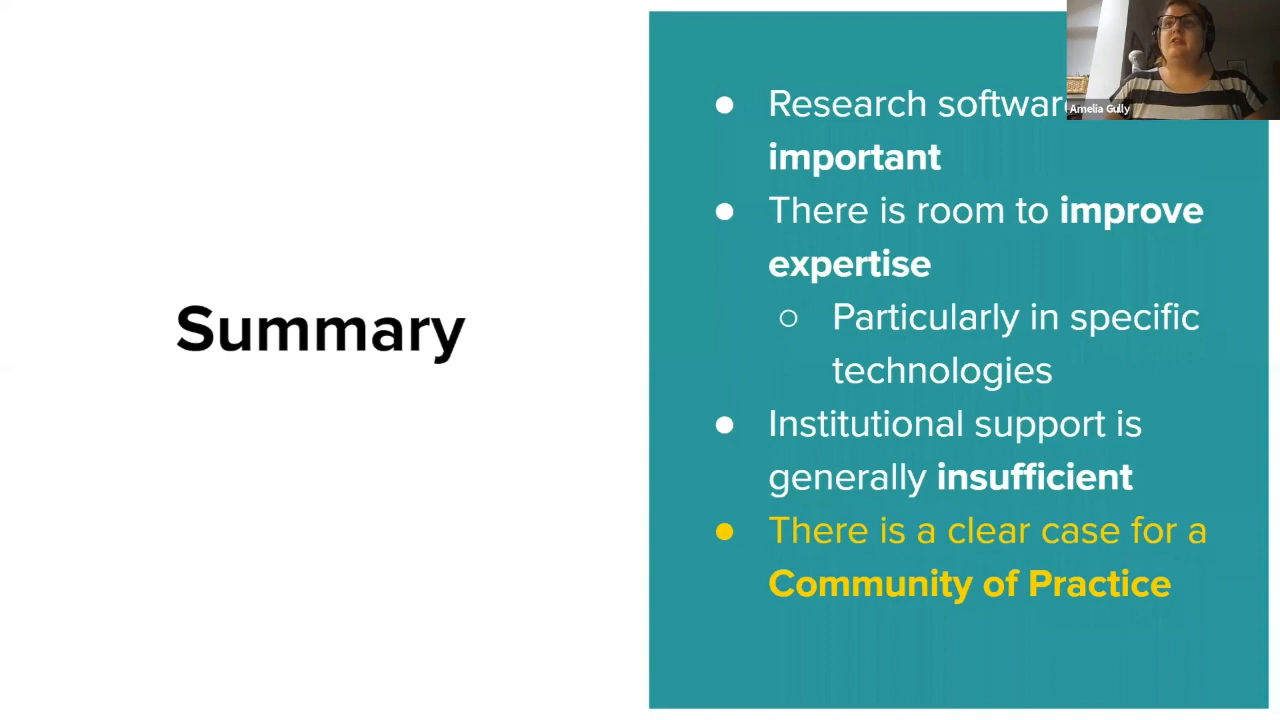 Summary
● Research software
important
● There is room to improve
expertise
○ Particularly in specific
technologies
● Institutional support is
generally insufficient
● There is a clear case for a
Community of Practice
Amelia Gully